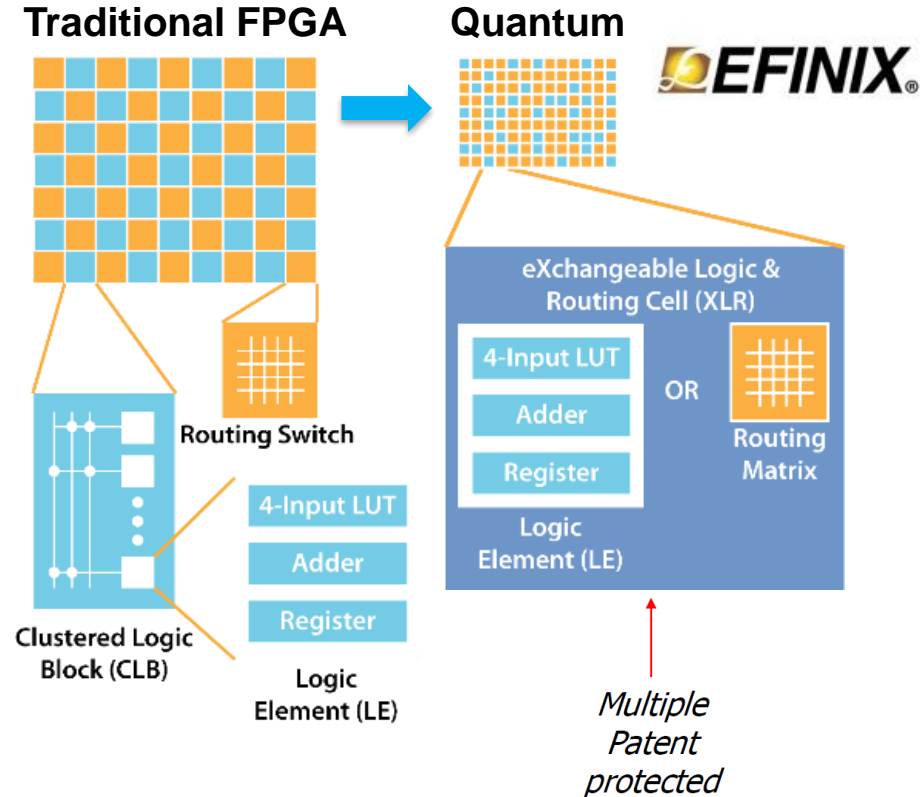 Traditional FPGA
Quantum
EFINIX®
eXchangeable Logic &
Routing Cell (XLR)
4-Input LUT
Adder
Register
Logic
Element (LE)
OR
Routing
Matrix
Routing Switch
4-Input LUT
Adder
Register
Logic
Element (LE)
Clustered Logic
Block (CLB)
Multiple
Patent
protected